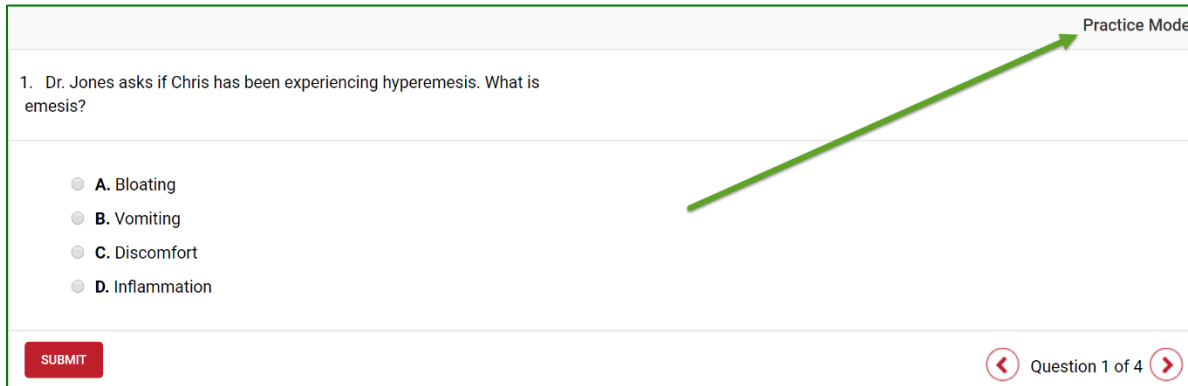 Practice Mode
1. Dr. Jones asks if Chris has been experiencing hyperemesis. What is
emesis?
A. Bloating
B. Vomiting
C. Discomfort
D. Inflammation
SUBMIT
Question 1 of 4